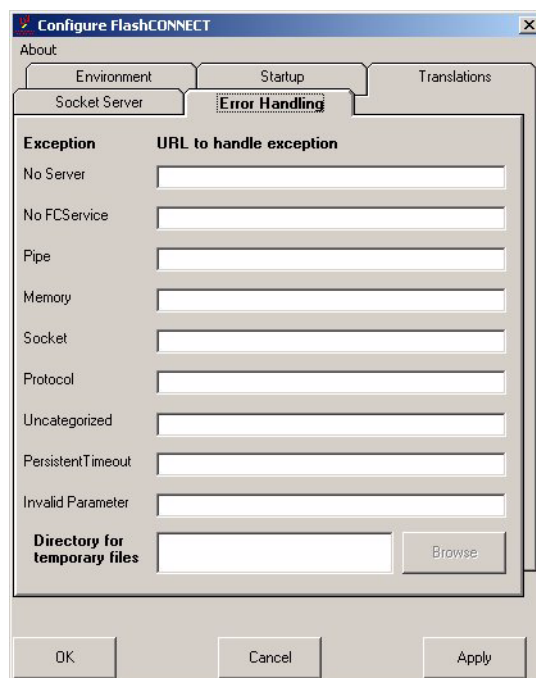 Configure FlashCONNECT
About
Environment Startup Translations
Socket Server Error Handling
Exception URL to handle exception
No Server
No FCService
Pipe
Memory
Socket
Protocol
Uncategorized
PersistentTimeout
Invalid Parameter
Directory for
temporary files Browse
OK Cancel Apply